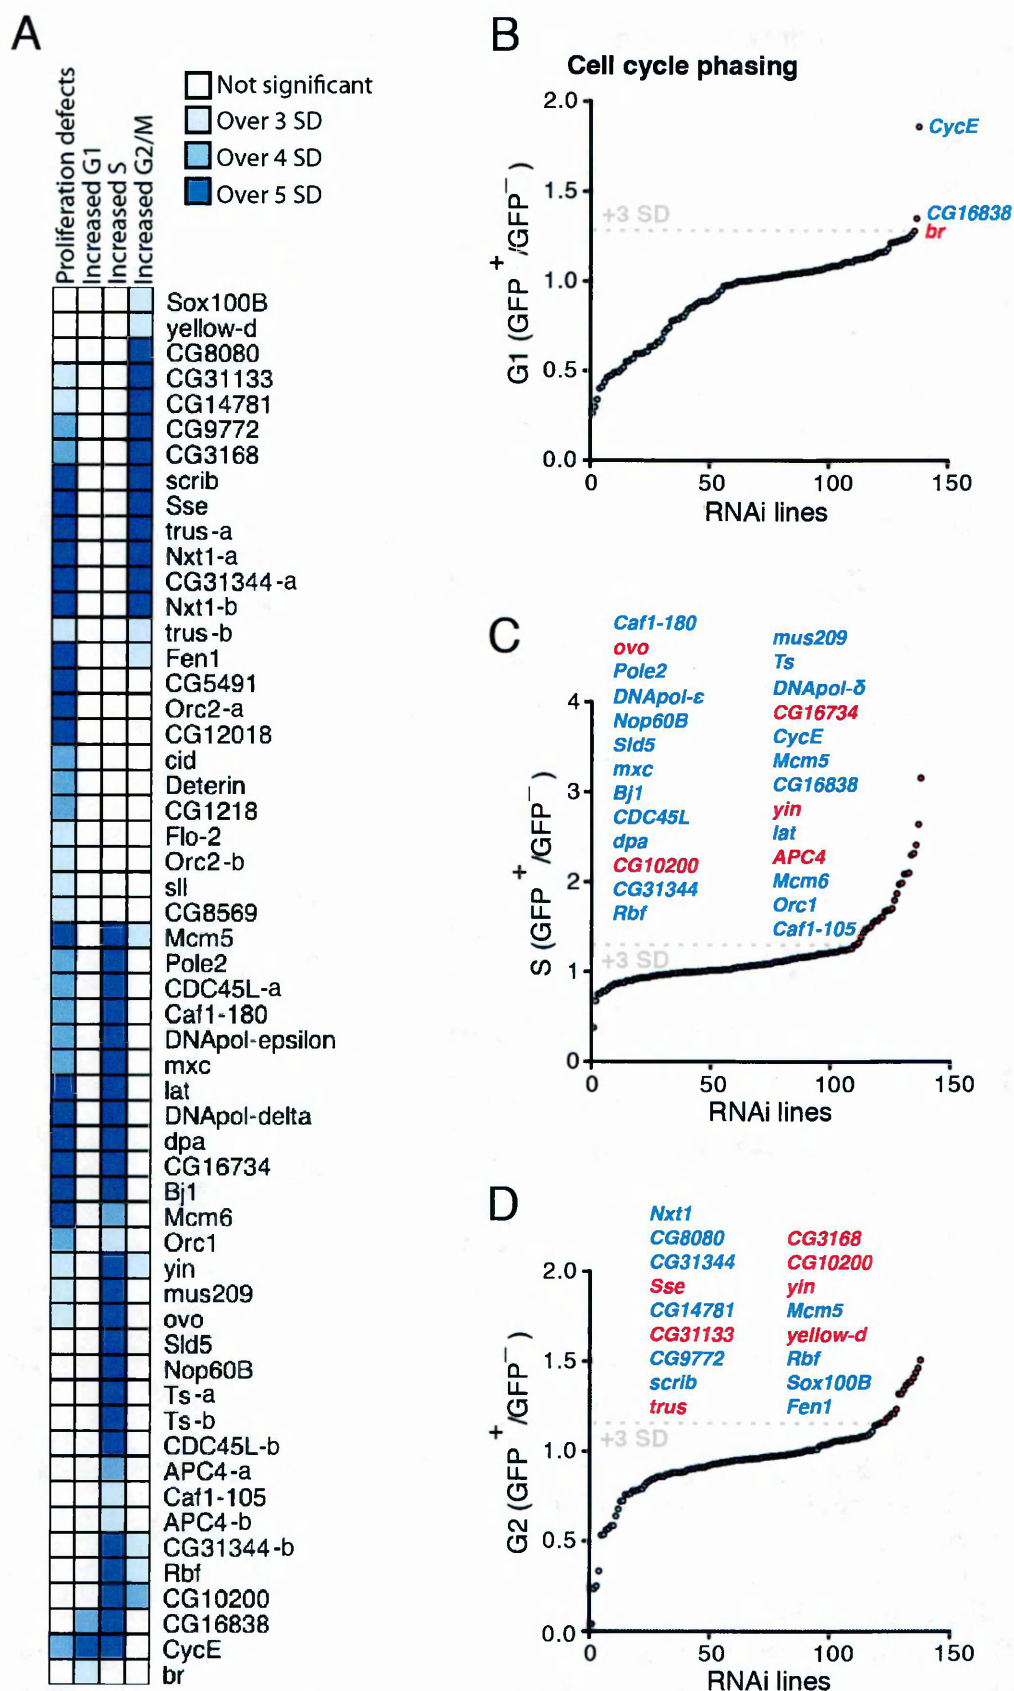 A
Proliferation defects
Increased G1
Increased S
Increased G2/M
Not significant
Over 3 SD
Over 4 SD
Over 5 SD
Sox100B
yellow-d
CG8080
CG31133
CG14781
CG9772
CG3168
scrib
Sse
trus-a
Nxt1-a
CG31344-a
Nxt1-b
trus-b
Fen1
CG5491
Orc2-a
CG12018
cid
Deterin
CG1218
Flo-2
Orc2-b
sll
CG8569
Mcm5
Pole2
CDC45L-a
Caf1-180
DNApol-epsilon
mxc
lat
DNApol-delta
dpa
CG16734
Bj1
Mcm6
Orc1
yin
mus209
ovo
Sld5
Nop60B
Ts-a
Ts-b
CDC45L-b
APC4-a
Caf1-105
APC4-b
CG31344-b
Rbf
CG10200
CG16838
CycE
br
B
Cell cycle phasing
G1 (GFP+/GFP−)
2.0
1.5
1.0
0.5
0.0
+3 SD
CycE
CG16838
br
0 50 100 150
RNAi lines
C
S (GFP+/GFP−)
4
3
2
1
0
Caf1-180
ovo
Pole2
DNApol-ε
Nop60B
Sld5
mxc
Bj1
CDC45L
dpa
CG10200
CG31344
Rbf
mus209
Ts
DNApol-δ
CG16734
CycE
Mcm5
CG16838
yin
lat
APC4
Mcm6
Orc1
Caf1-105
+3 SD
0 50 100 150
RNAi lines
D
G2 (GFP+/GFP−)
2.0
1.5
1.0
0.5
0.0
Nxt1
CG8080
CG31344
Sse
CG14781
CG31133
CG9772
scrib
trus
CG3168
CG10200
yin
Mcm5
yellow-d
Rbf
Sox100B
Fen1
+3 SD
0 50 100 150
RNAi lines